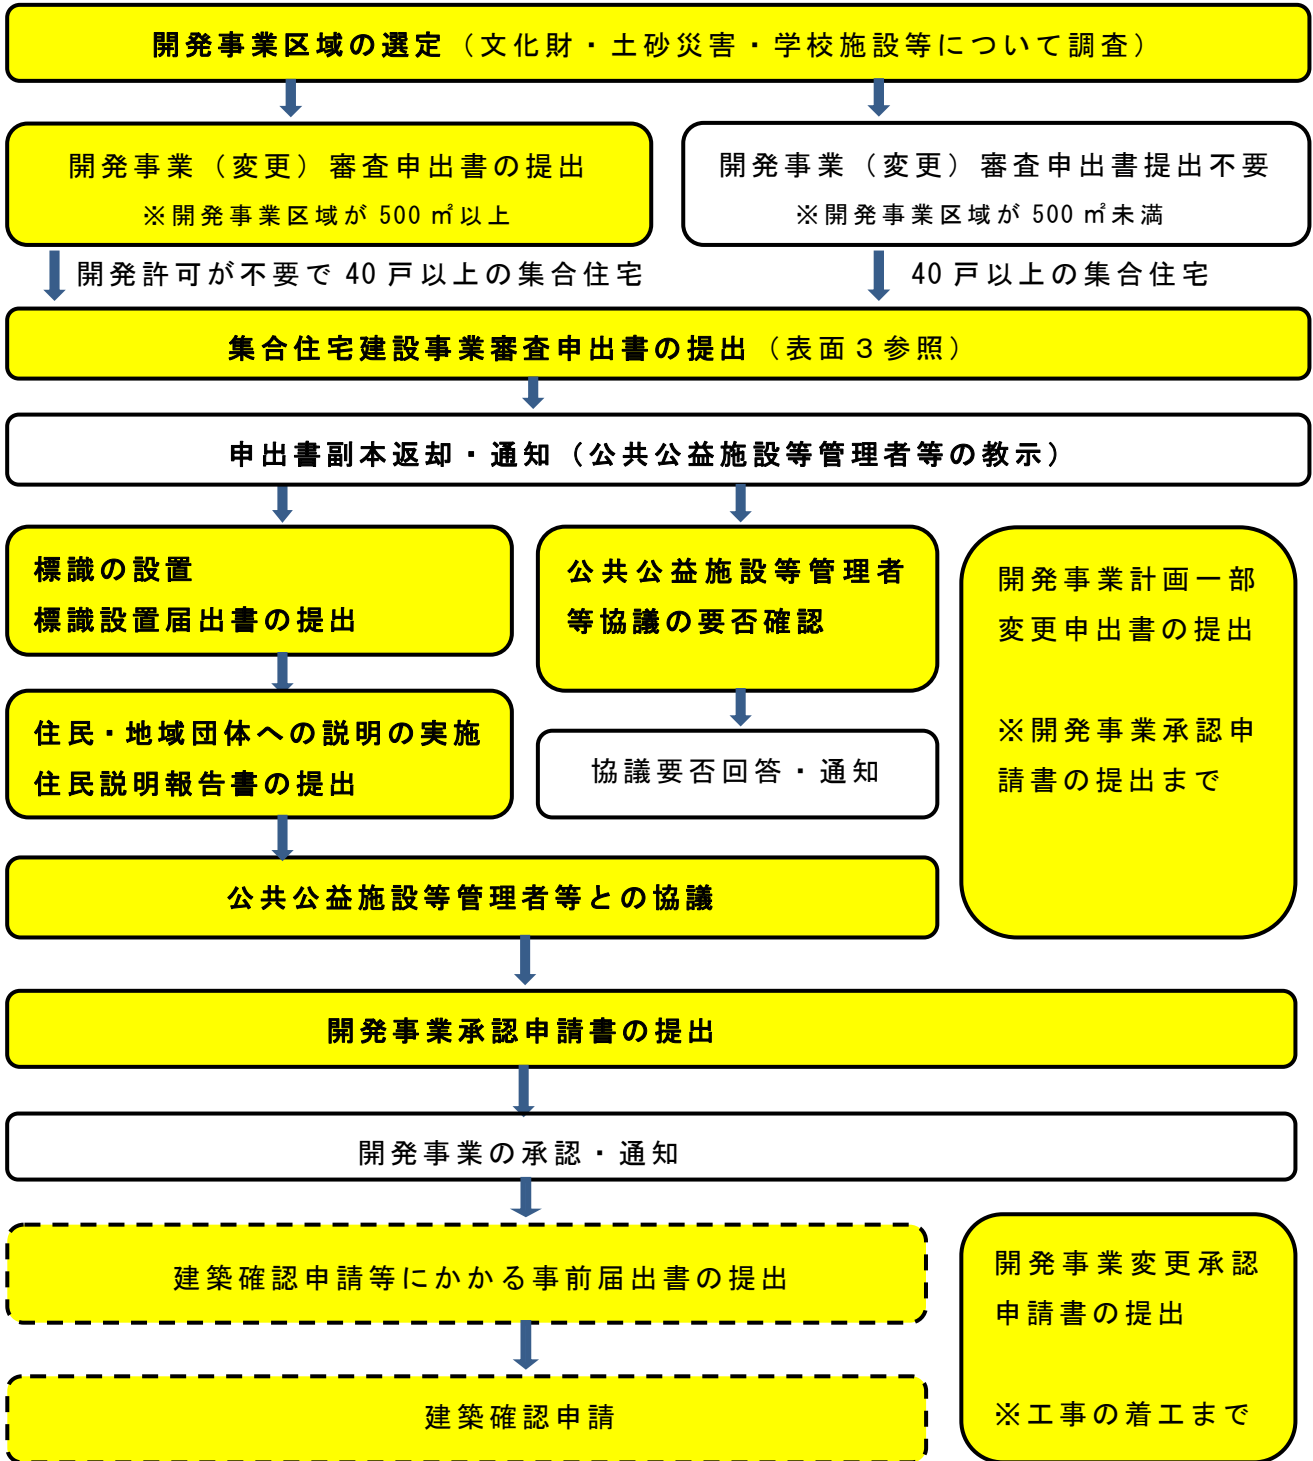 開発事業区域の選定（文化財・土砂災害・学校施設等について調査）
開発事業（変更）審査申出書の提出
※開発事業区域が 500 ㎡以上
開発事業（変更）審査申出書提出不要
※開発事業区域が 500 ㎡未満
開発許可が不要で 40 戸以上の集合住宅
40 戸以上の集合住宅
集合住宅建設事業審査申出書の提出（表面３参照）
申出書副本返却・通知（公共公益施設等管理者等の教示）
標識の設置
標識設置届出書の提出
公共公益施設等管理者
等協議の要否確認
開発事業計画一部
変更申出書の提出
※開発事業承認申
請書の提出まで
住民・地域団体への説明の実施
住民説明報告書の提出
協議要否回答・通知
公共公益施設等管理者等との協議
開発事業承認申請書の提出
開発事業の承認・通知
建築確認申請等にかかる事前届出書の提出
建築確認申請
開発事業変更承認
申請書の提出
※工事の着工まで